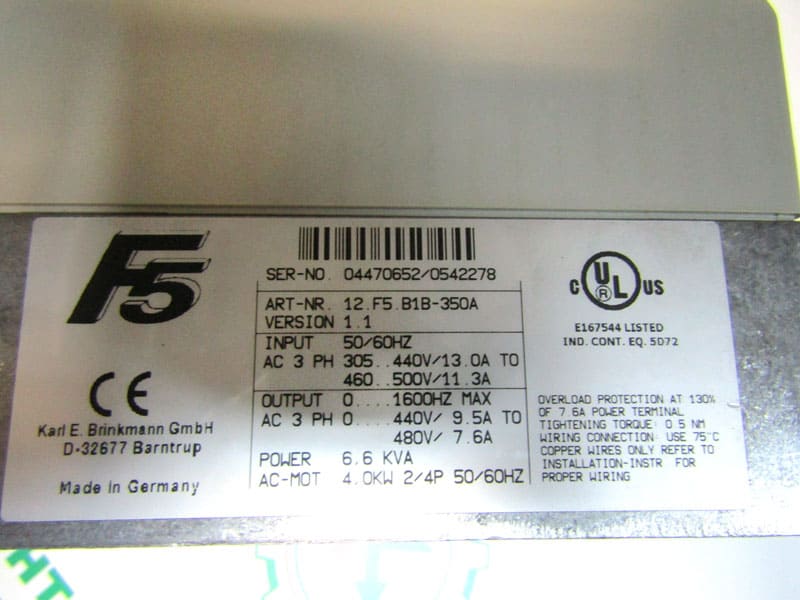 F5
CE
Karl E. Brinkmann GmbH
D-32677 Barntrup
Made in Germany
SER-NO. 04470652/0542278
ART-NR. 12.F5.B1B-350A
VERSION 1.1
INPUT 50/60HZ
AC 3 PH 305..440V/13.0A TO
460..500V/11.3A
OUTPUT 0....1600HZ MAX
AC 3 PH 0....440V/ 9.5A TO
480V/ 7.6A
POWER 6.6 KVA
AC-MOT 4.0KW 2/4P 50/60HZ
C UL US
E167544 LISTED
IND. CONT. EQ. 5D72
OVERLOAD PROTECTION AT 130%
OF 7.6A POWER TERMINAL
TIGHTENING TORQUE: 0.5 NM
WIRING CONNECTION: USE 75°C
COPPER WIRES ONLY REFER TO
INSTALLATION-INSTR FOR
PROPER WIRING
HT